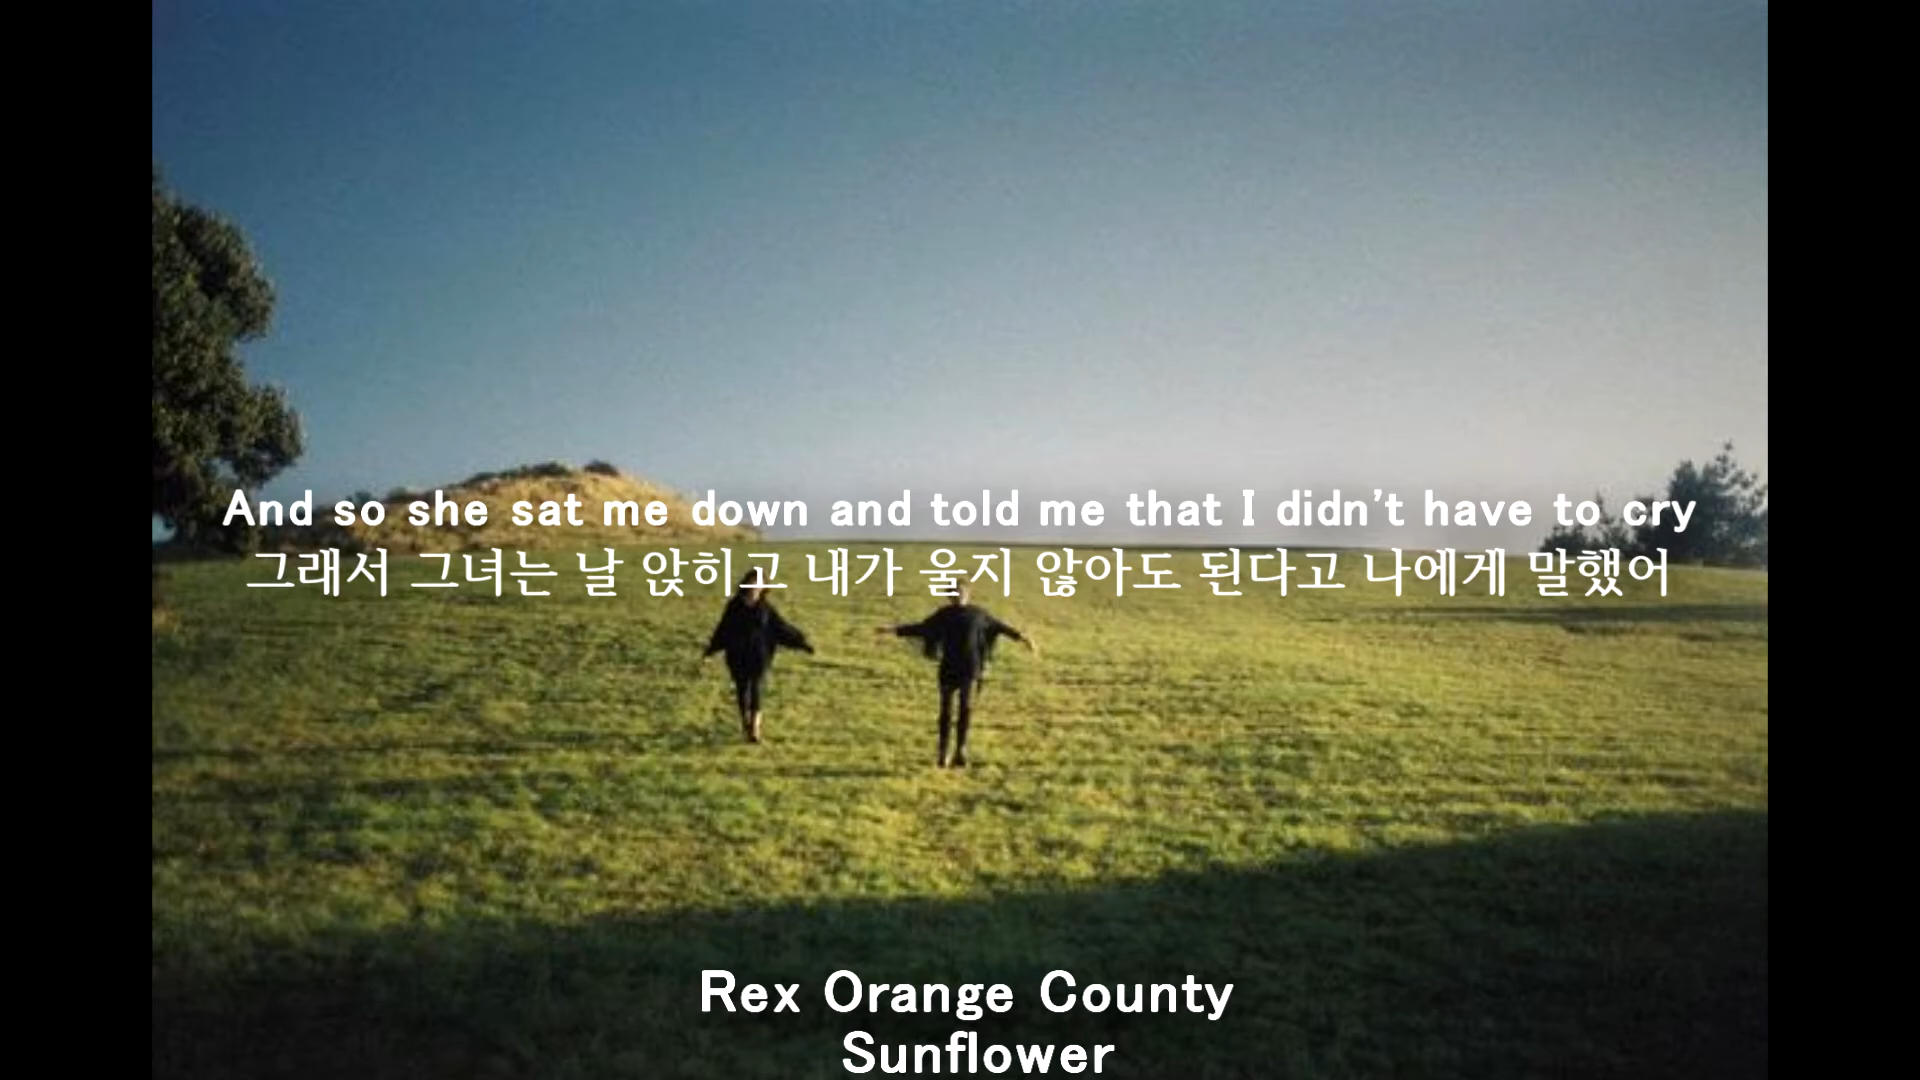 And so she sat me down and told me that I didn't have to cry
그래서 그녀는 날 앉히고 내가 울지 않아도 된다고 나에게 말했어
Rex Orange County
Sunflower